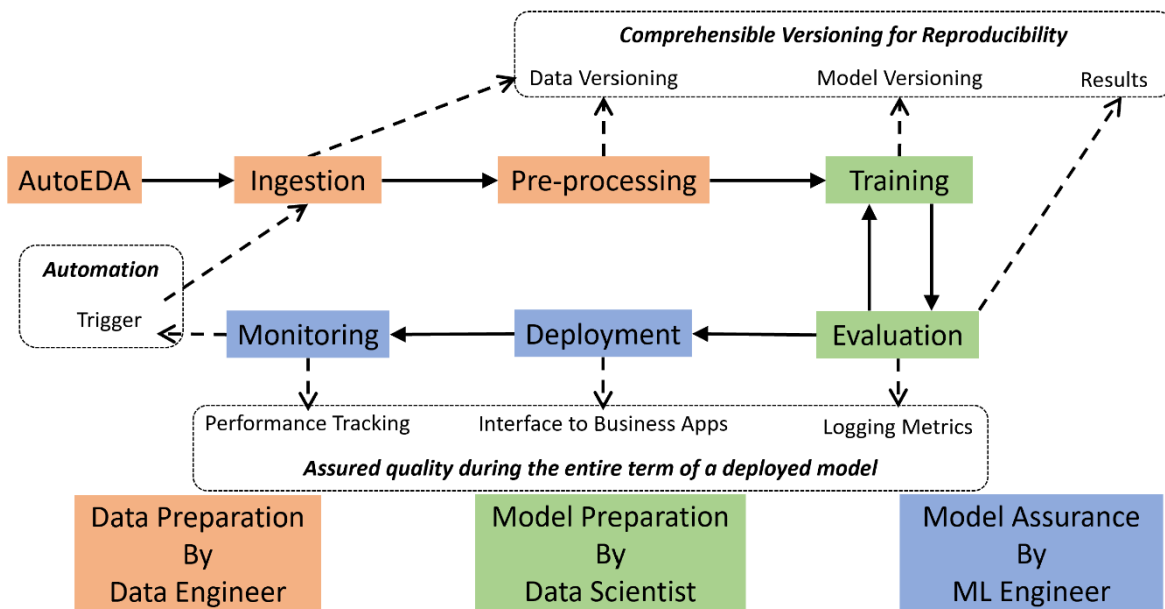 Comprehensible Versioning for Reproducibility
Data Versioning
Model Versioning
Results
AutoEDA
Ingestion
Pre-processing
Training
Automation
Trigger
Monitoring
Deployment
Evaluation
Performance Tracking
Interface to Business Apps
Logging Metrics
Assured quality during the entire term of a deployed model
Data Preparation
By
Data Engineer
Model Preparation
By
Data Scientist
Model Assurance
By
ML Engineer